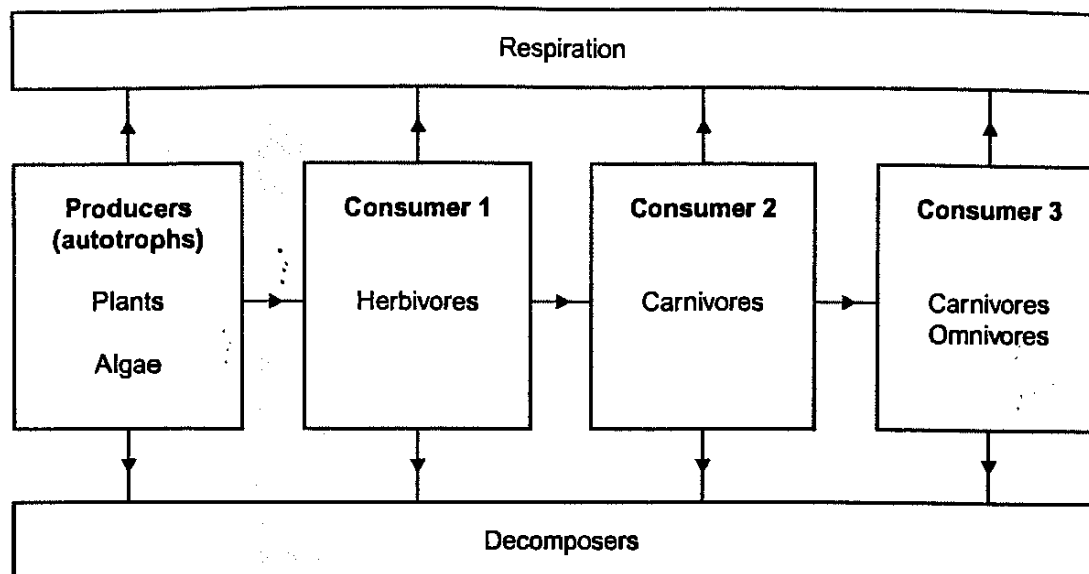 Respiration
Producers
(autotrophs)
Plants
Algae
Consumer 1
Herbivores
Consumer 2
Carnivores
Consumer 3
Carnivores
Omnivores
Decomposers